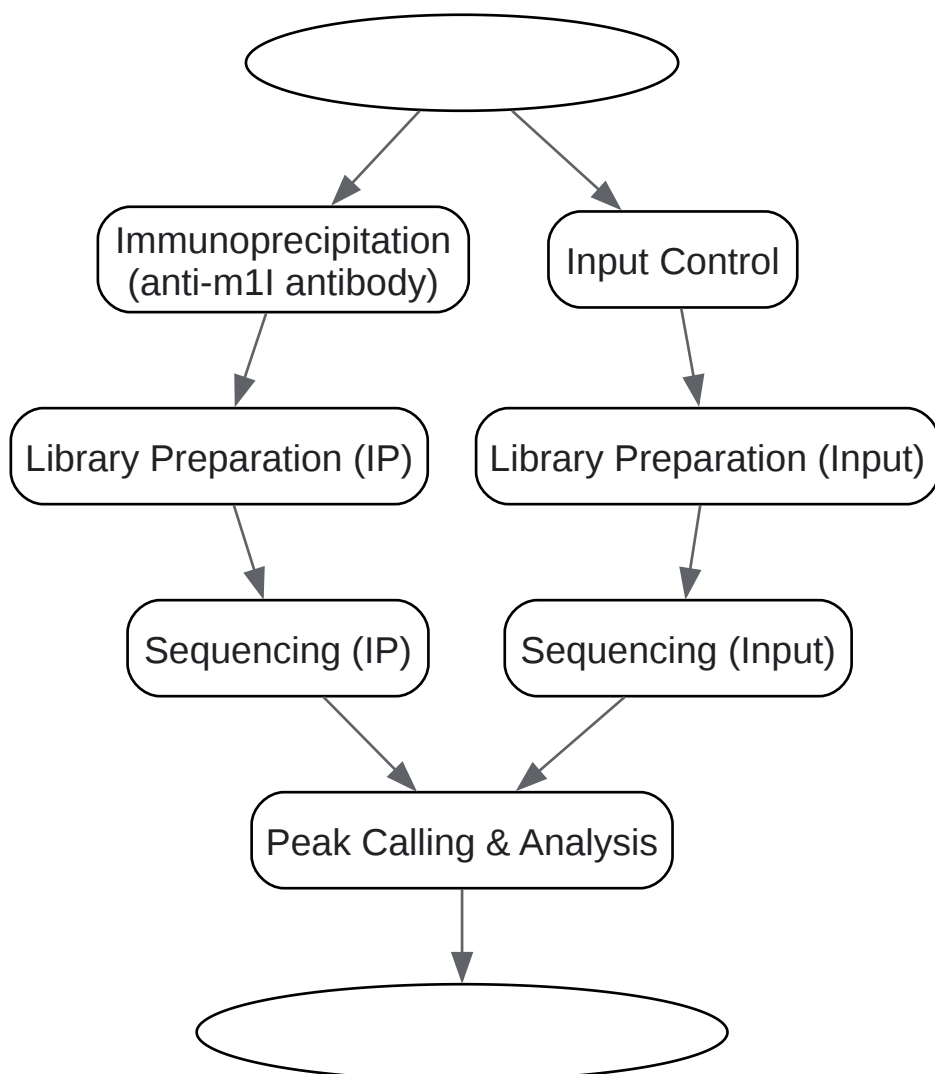 Immunoprecipitation
(anti-m1I antibody)
Input Control
Library Preparation (IP)
Library Preparation (Input)
Sequencing (IP)
Sequencing (Input)
Peak Calling & Analysis